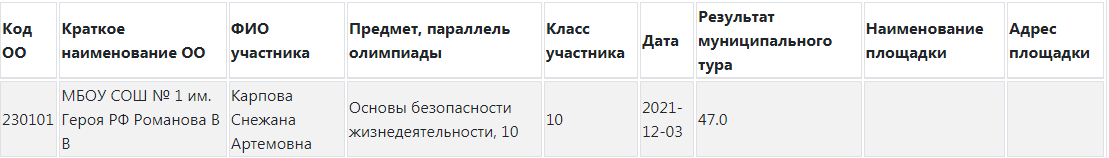 Код ОО
Краткое наименование ОО
ФИО участника
Предмет, параллель олимпиады
Класс участника
Дата
Результат муниципального тура
Наименование площадки
Адрес площадки
230101
МБОУ СОШ № 1 им. Героя РФ Романова В В
Карпова Снежана Артемовна
Основы безопасности жизнедеятельности, 10
10
2021-12-03
47.0